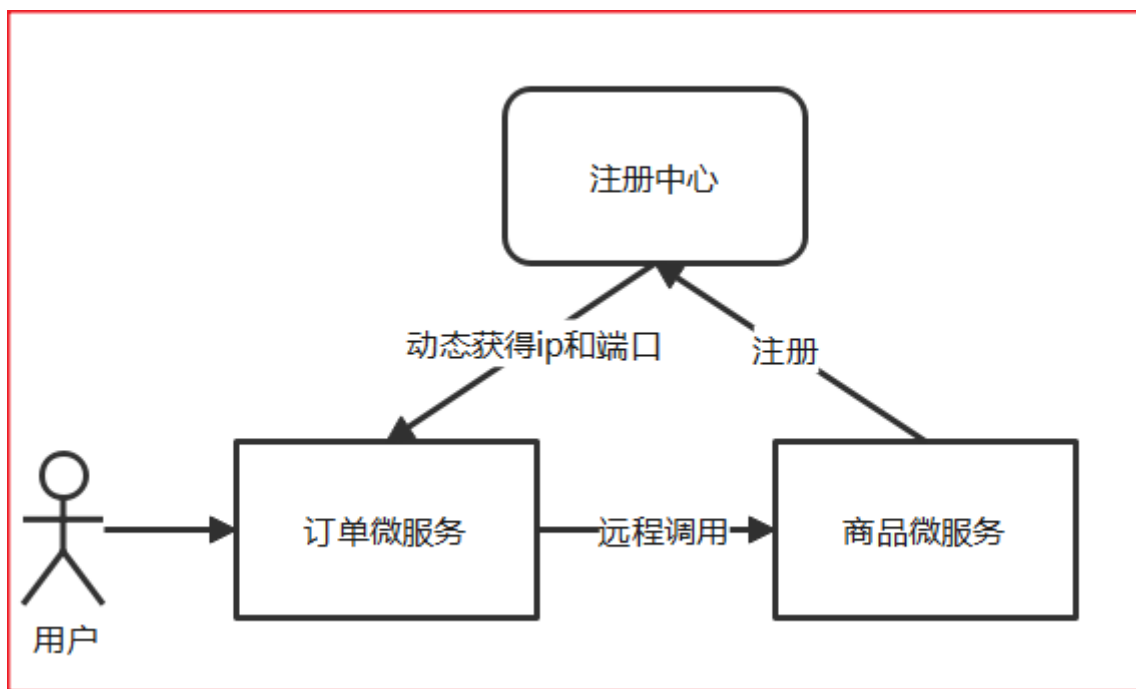 注册中心
动态获得ip和端口
注册
订单微服务
远程调用
商品微服务
用户